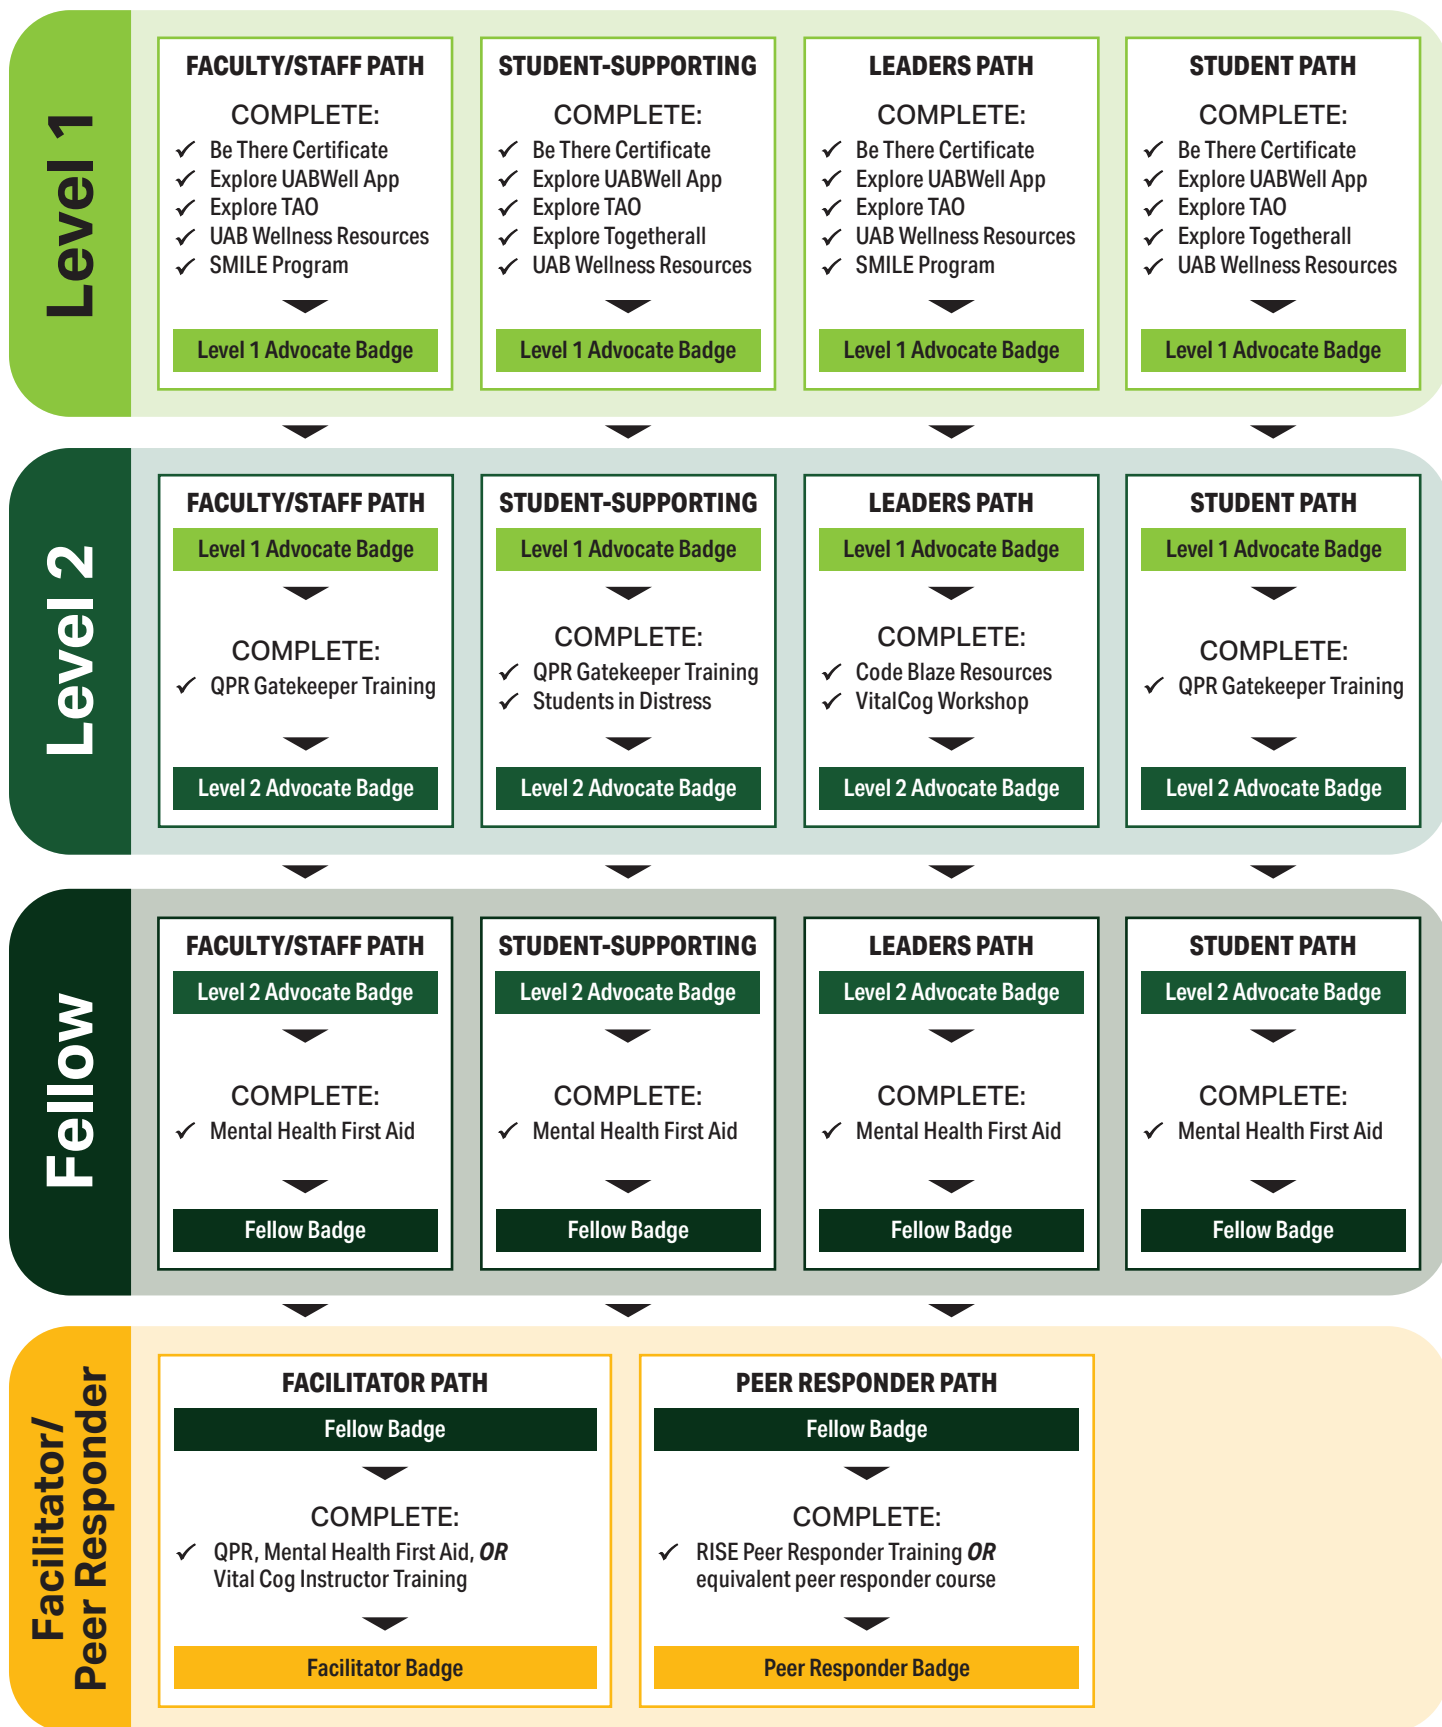 Level 1
FACULTY/STAFF PATH
COMPLETE:
✓ Be There Certificate
✓ Explore UABWell App
✓ Explore TAO
✓ UAB Wellness Resources
✓ SMILE Program
Level 1 Advocate Badge
STUDENT-SUPPORTING
COMPLETE:
✓ Be There Certificate
✓ Explore UABWell App
✓ Explore TAO
✓ Explore Togetherall
✓ UAB Wellness Resources
Level 1 Advocate Badge
LEADERS PATH
COMPLETE:
✓ Be There Certificate
✓ Explore UABWell App
✓ Explore TAO
✓ UAB Wellness Resources
✓ SMILE Program
Level 1 Advocate Badge
STUDENT PATH
COMPLETE:
✓ Be There Certificate
✓ Explore UABWell App
✓ Explore TAO
✓ Explore Togetherall
✓ UAB Wellness Resources
Level 1 Advocate Badge
Level 2
FACULTY/STAFF PATH
Level 1 Advocate Badge
COMPLETE:
✓ QPR Gatekeeper Training
Level 2 Advocate Badge
STUDENT-SUPPORTING
Level 1 Advocate Badge
COMPLETE:
✓ QPR Gatekeeper Training
✓ Students in Distress
Level 2 Advocate Badge
LEADERS PATH
Level 1 Advocate Badge
COMPLETE:
✓ Code Blaze Resources
✓ VitalCog Workshop
Level 2 Advocate Badge
STUDENT PATH
Level 1 Advocate Badge
COMPLETE:
✓ QPR Gatekeeper Training
Level 2 Advocate Badge
Fellow
FACULTY/STAFF PATH
Level 2 Advocate Badge
COMPLETE:
✓ Mental Health First Aid
Fellow Badge
STUDENT-SUPPORTING
Level 2 Advocate Badge
COMPLETE:
✓ Mental Health First Aid
Fellow Badge
LEADERS PATH
Level 2 Advocate Badge
COMPLETE:
✓ Mental Health First Aid
Fellow Badge
STUDENT PATH
Level 2 Advocate Badge
COMPLETE:
✓ Mental Health First Aid
Fellow Badge
Facilitator/
Peer Responder
FACILITATOR PATH
Fellow Badge
COMPLETE:
✓ QPR, Mental Health First Aid, OR
Vital Cog Instructor Training
Facilitator Badge
PEER RESPONDER PATH
Fellow Badge
COMPLETE:
✓ RISE Peer Responder Training OR
equivalent peer responder course
Peer Responder Badge